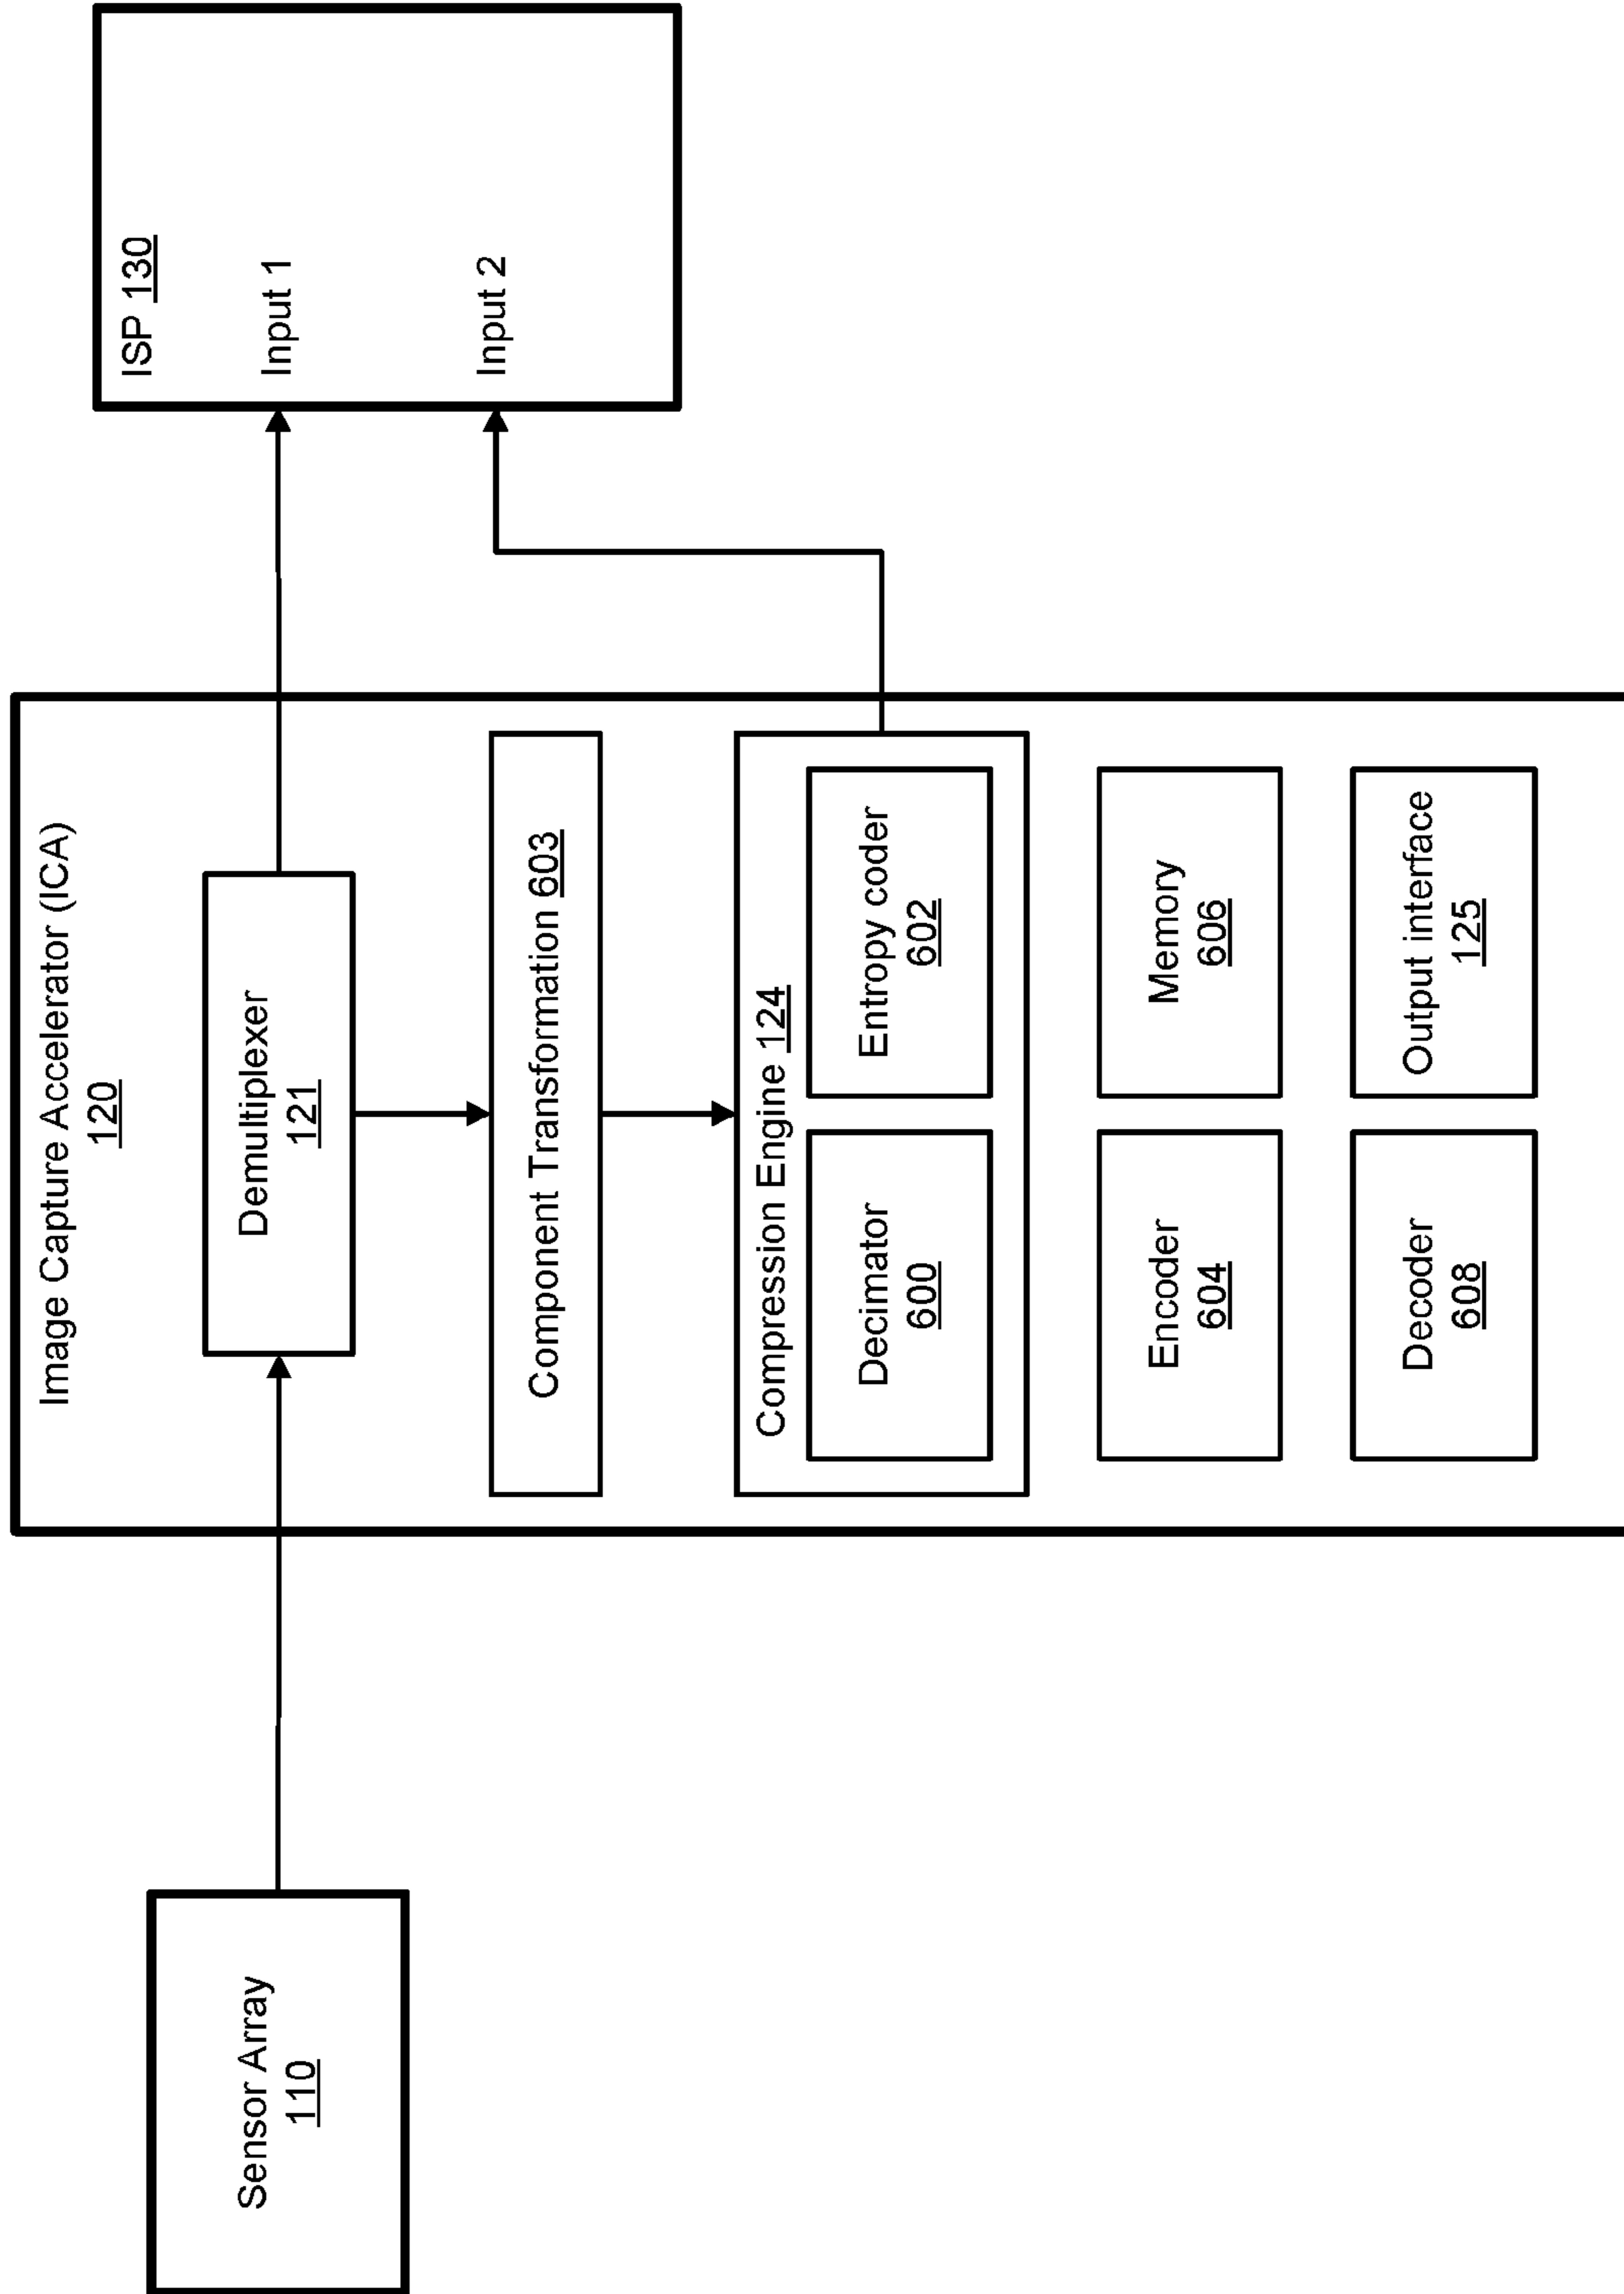 Sensor Array
110
Image Capture Accelerator (ICA)
120
Demultiplexer
121
Component Transformation 603
Compression Engine 124
Decimator
600
Entropy coder
602
Encoder
604
Memory
606
Decoder
608
Output interface
125
ISP 130
Input 1
Input 2